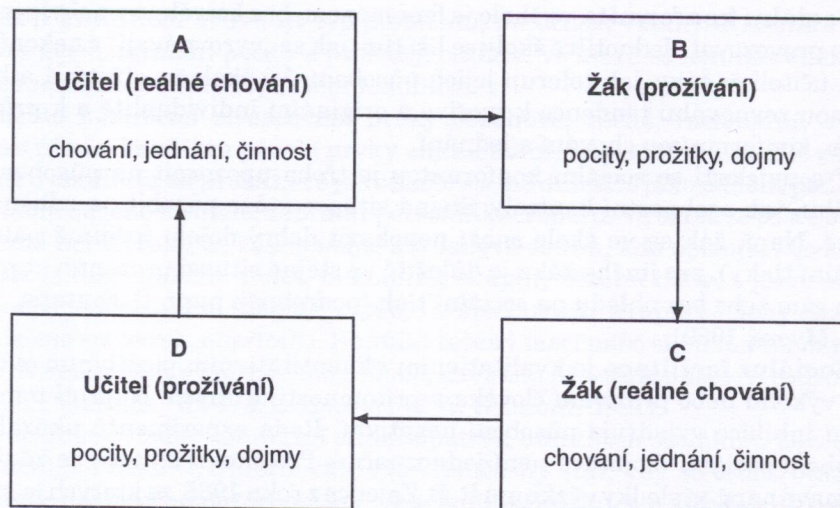 A
Učitel (reálné chování)
chování, jednání, činnost
B
Žák (prožívání)
pocity, prožitky, dojmy
D
Učitel (prožívání)
pocity, prožitky, dojmy
C
Žák (reálné chování)
chování, jednání, činnost